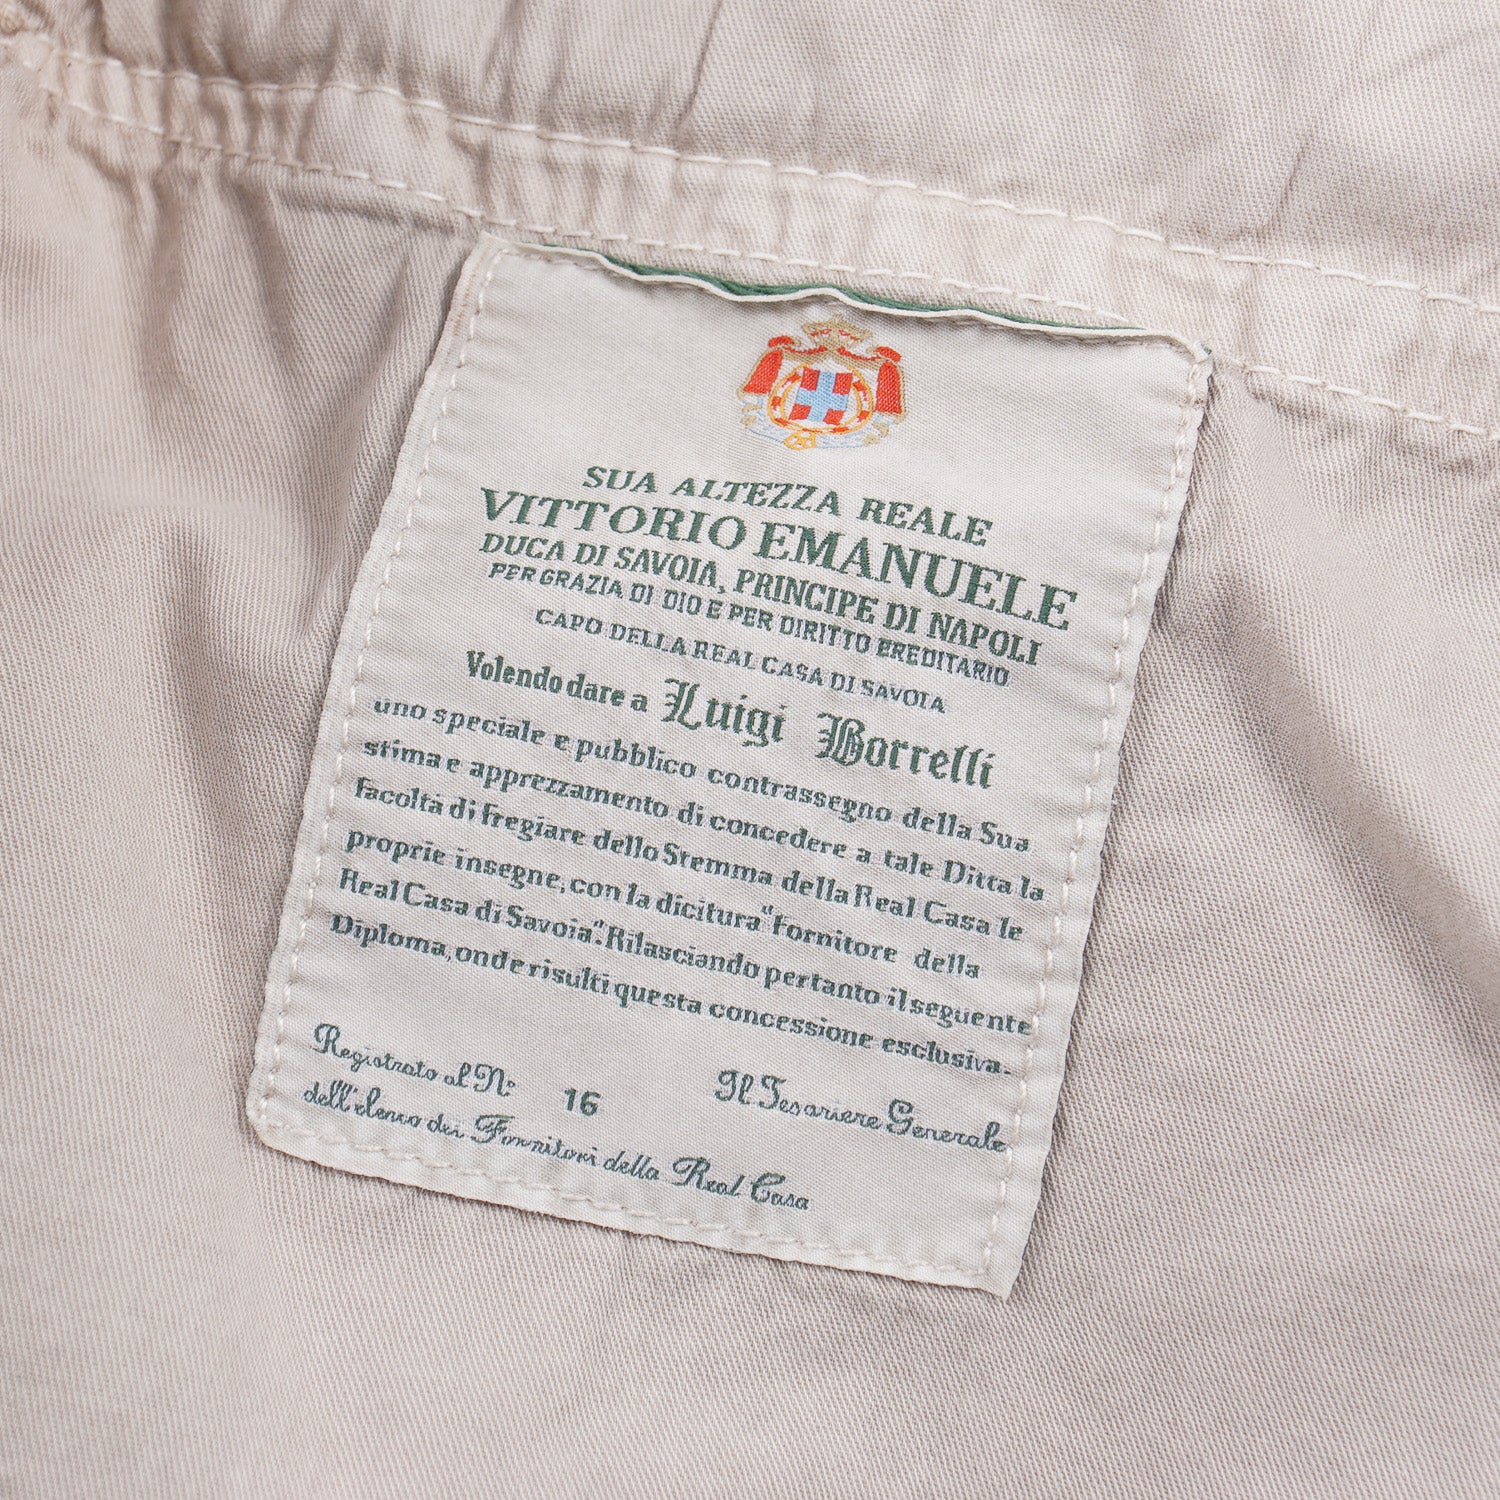 SUA ALTEZZA REALE
VITTORIO EMANUELE
DUCA DI SAVOIA, PRINCIPE DI NAPOLI
PER GRAZIA DI DIO E PER DIRITTO EREDITARIO
CAPO DELLA REAL CASA DI SAVOIA
Volendo dare a Luigi Borrelli
uno speciale e pubblico contrassegno della Sua
stima e apprezzamento di concedere a tale Ditta la
facoltà di fregiare dello Stemma della Real Casa le
proprie insegne, con la dicitura "Fornitore della
Real Casa di Savoia". Rilasciando pertanto il seguente
Diploma, onde risulti questa concessione esclusiva.
Registrato al N: 16 Il Tesoriere Generale
dell'elenco dei Fornitori della Real Casa